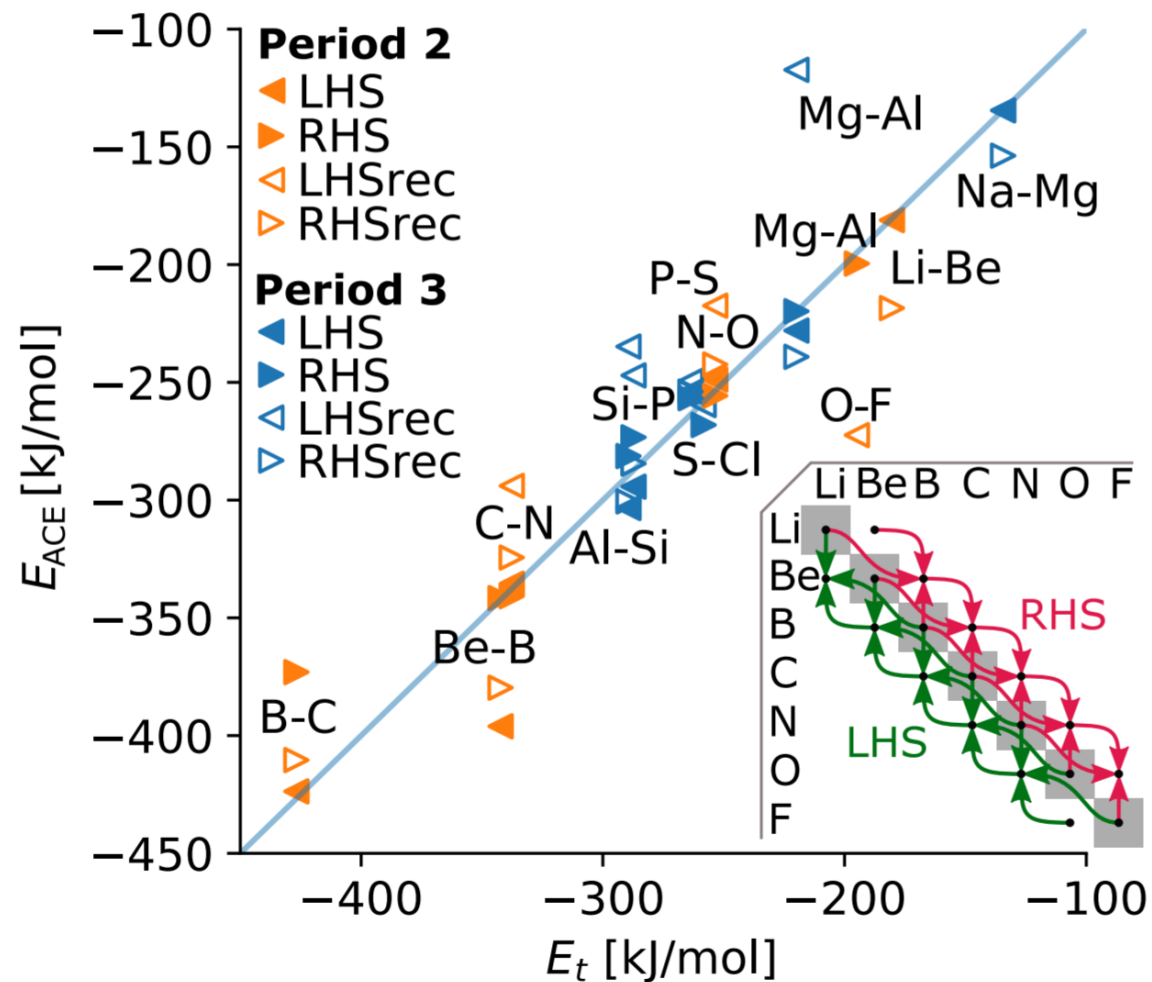 −100
−150
−200
−250
−300
−350
−400
−450
E_ACE [kJ/mol]
Period 2
LHS
RHS
LHSrec
RHSrec
Period 3
LHS
RHS
LHSrec
RHSrec
Mg-Al
Na-Mg
Mg-Al
Li-Be
P-S
N-O
Si-P
O-F
S-Cl
C-N
Al-Si
Be-B
B-C
Li Be B C N O F
Li
Be
B
C
N
O
F
RHS
LHS
−400 −300 −200 −100
E_t [kJ/mol]